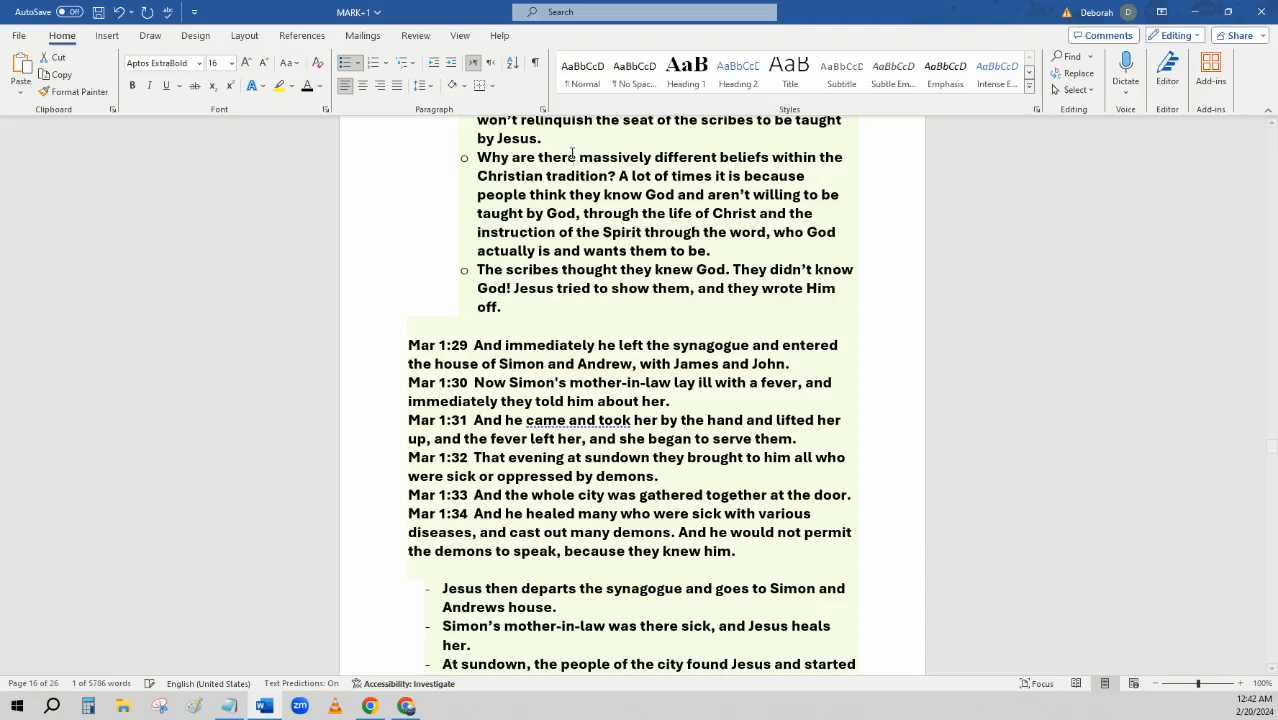 AutoSave Off MARK+1 Search Deborah D
File Home Insert Draw Design Layout References Mailings Review View Help Comments Editing Share
Paste Cut Copy Format Painter
Aptos ExtraBold 16
B I U ab
AaBbCcD AaBbCcD AaB AaBbCcD AaB AaBbCcD AaBbCcD AaBbCcD AaBbCcD
¶ Normal ¶ No Spac... Heading 1 Heading 2 Title Subtitle Subtle Em... Emphasis Intense E...
Find Replace Select Dictate Editor Add-ins
Clipboard Font Paragraph Styles Editing Voice Editor Add-ins
won’t relinquish the seat of the scribes to be taught
by Jesus.
o Why are there massively different beliefs within the
Christian tradition? A lot of times it is because
people think they know God and aren’t willing to be
taught by God, through the life of Christ and the
instruction of the Spirit through the word, who God
actually is and wants them to be.
o The scribes thought they knew God. They didn’t know
God! Jesus tried to show them, and they wrote Him
off.
Mar 1:29 And immediately he left the synagogue and entered
the house of Simon and Andrew, with James and John.
Mar 1:30 Now Simon's mother-in-law lay ill with a fever, and
immediately they told him about her.
Mar 1:31 And he came and took her by the hand and lifted her
up, and the fever left her, and she began to serve them.
Mar 1:32 That evening at sundown they brought to him all who
were sick or oppressed by demons.
Mar 1:33 And the whole city was gathered together at the door.
Mar 1:34 And he healed many who were sick with various
diseases, and cast out many demons. And he would not permit
the demons to speak, because they knew him.
- Jesus then departs the synagogue and goes to Simon and
Andrews house.
- Simon’s mother-in-law was there sick, and Jesus heals
her.
- At sundown, the people of the city found Jesus and started
Page 16 of 26 1 of 5786 words English (United States) Text Predictions: On Accessibility: Investigate Focus 100%
12:42 AM
2/20/2024